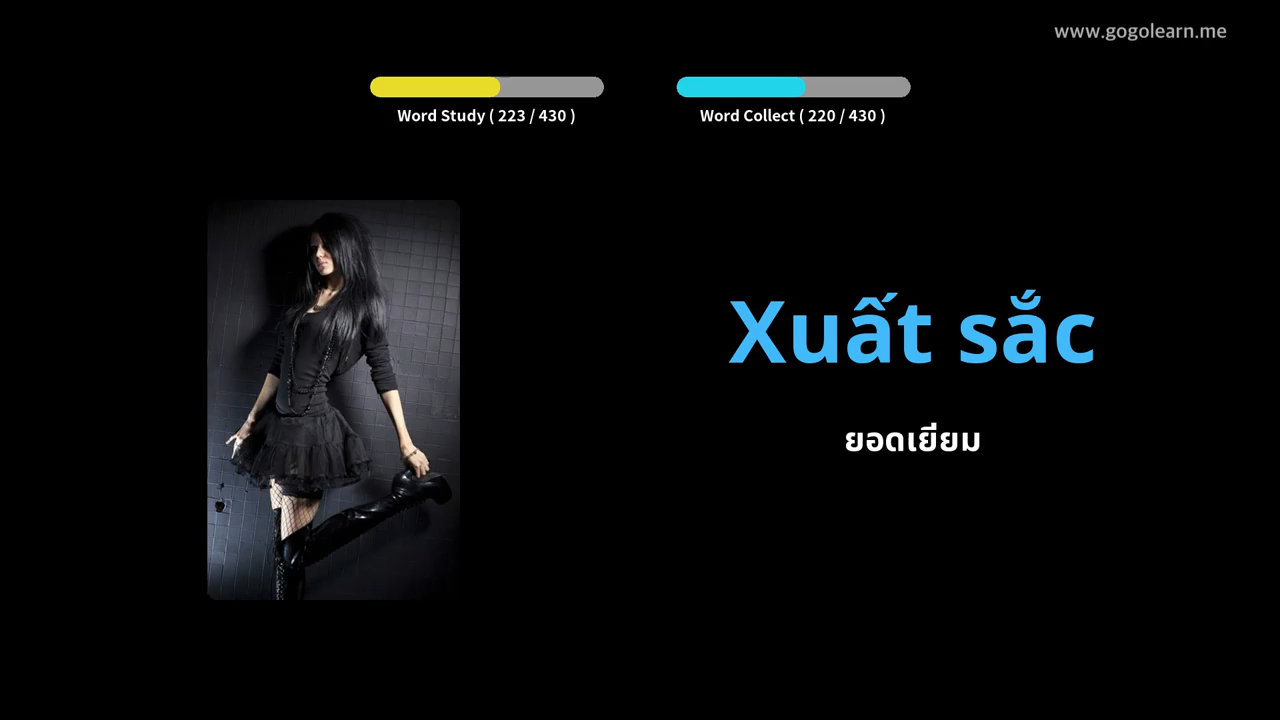 www.gogolearn.me
Word Study ( 223 / 430 )
Word Collect ( 220 / 430 )
Xuất sắc
ยอดเยี่ยม